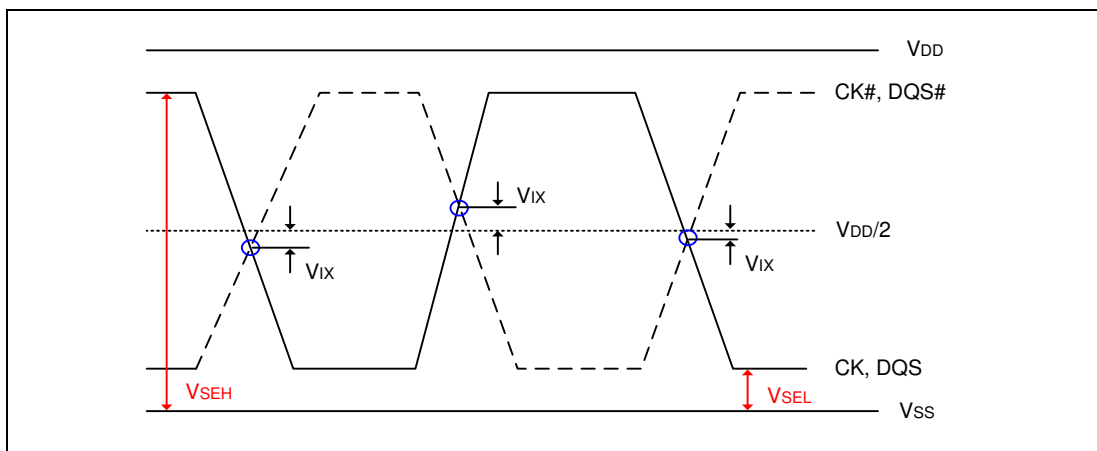 VDD
CK#, DQS#
VIX
VDD/2
VIX
VIX
CK, DQS
VSEH
VSEL
VSS